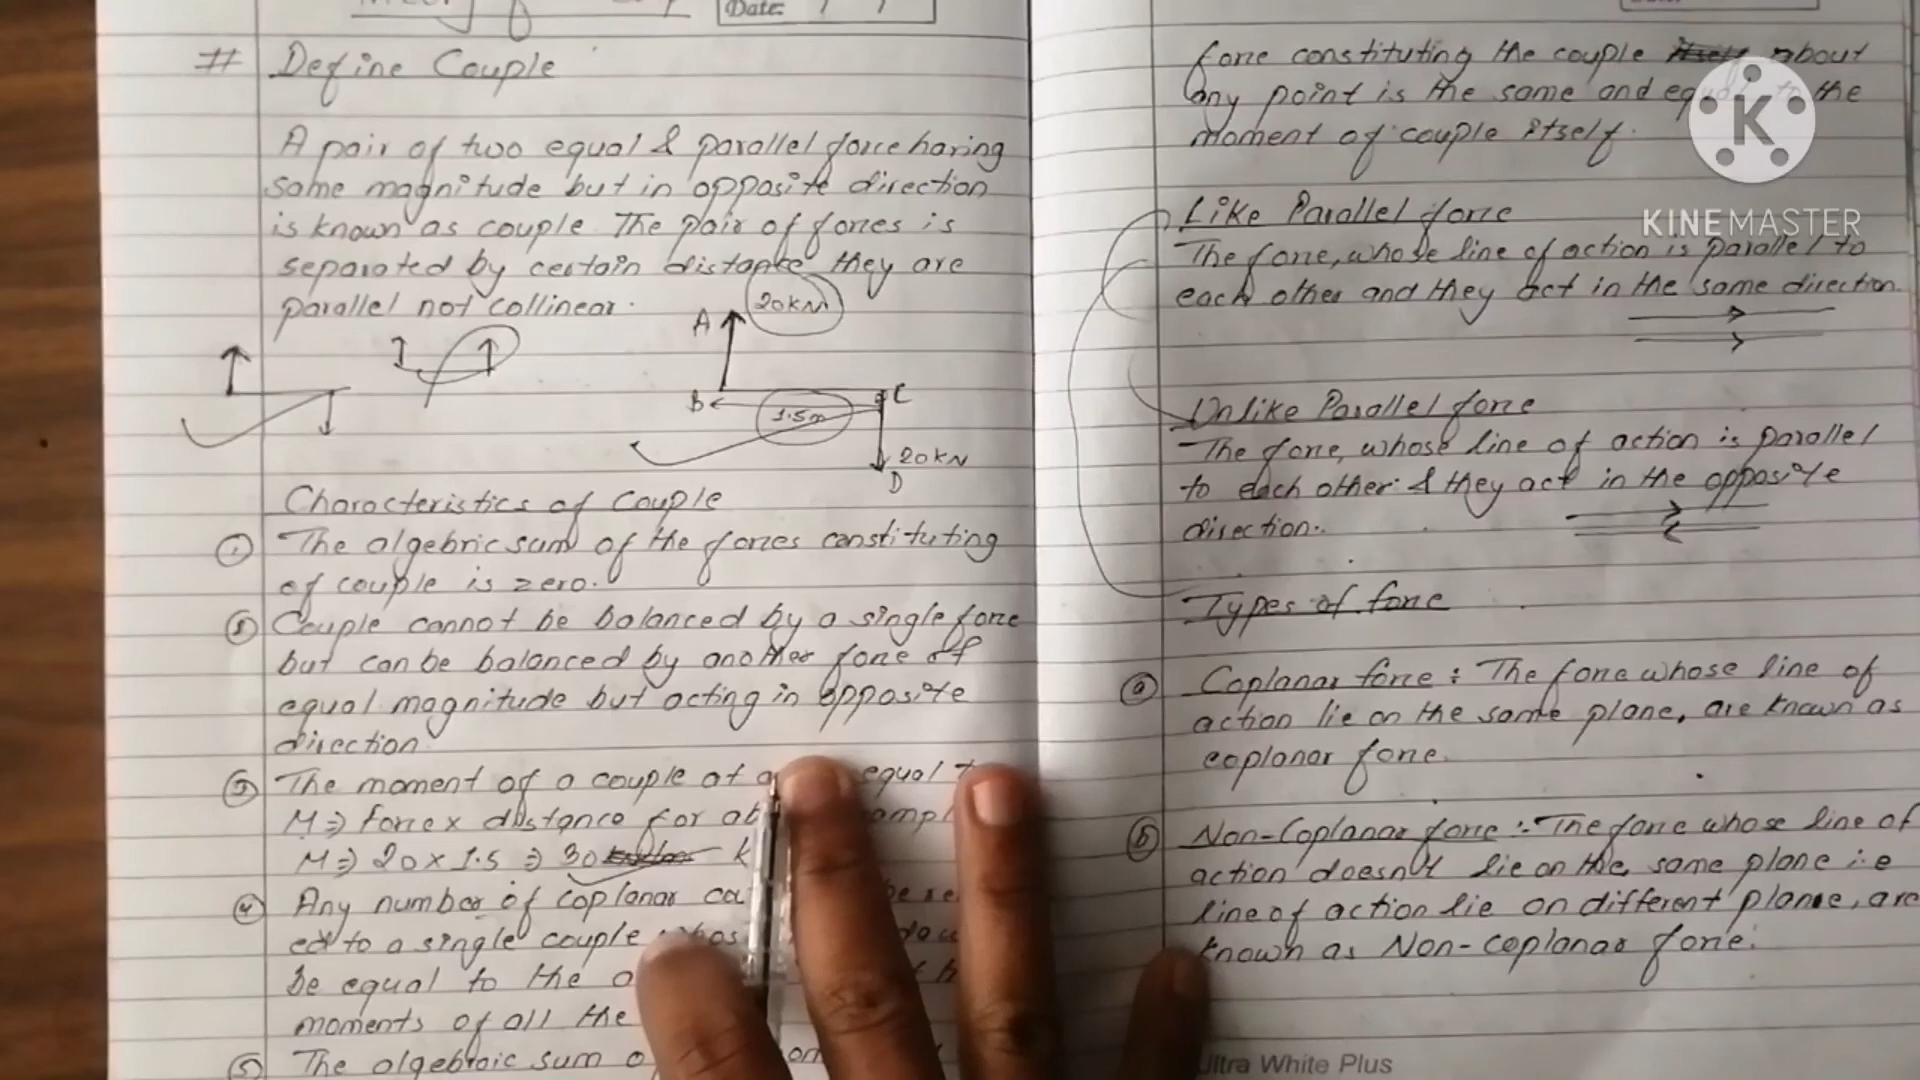 Date: / /
# Define Couple
A pair of two equal & parallel force having
same magnitude but in opposite direction
is known as couple. The pair of forces is
separated by certain distance they are
parallel not collinear.
A 20kN
B C
1.5m
20kN
D
Characteristics of Couple
① The algebric sum of the forces constituting
of couple is zero.
Couple cannot be balanced by a single force
but can be balanced by another force of
equal magnitude but acting in opposite
direction
③ The moment of a couple at equal
M => Force x distance for
M => 20 x 1.5 => 30 k
④ Any number of coplanar
to a single couple
be equal to the
moments of all the
⑤ The algebraic sum
force constituting the couple about
any point is the same and equal to the
moment of couple itself.
Like Parallel force
The force, whose line of action is parallel to
each other and they act in the same direction.
Unlike Parallel force
The force, whose line of action is parallel
to each other & they act in the opposite
direction.
Types of force
ⓐ Coplanar force : The force whose line of
action lie on the same plane, are known as
coplanar force.
ⓑ Non-Coplanar force :- The force whose line of
action doesn't lie on the same plane i.e
line of action lie on different plane, are
known as Non-coplanar force.
Ultra White Plus
K
KINEMASTER